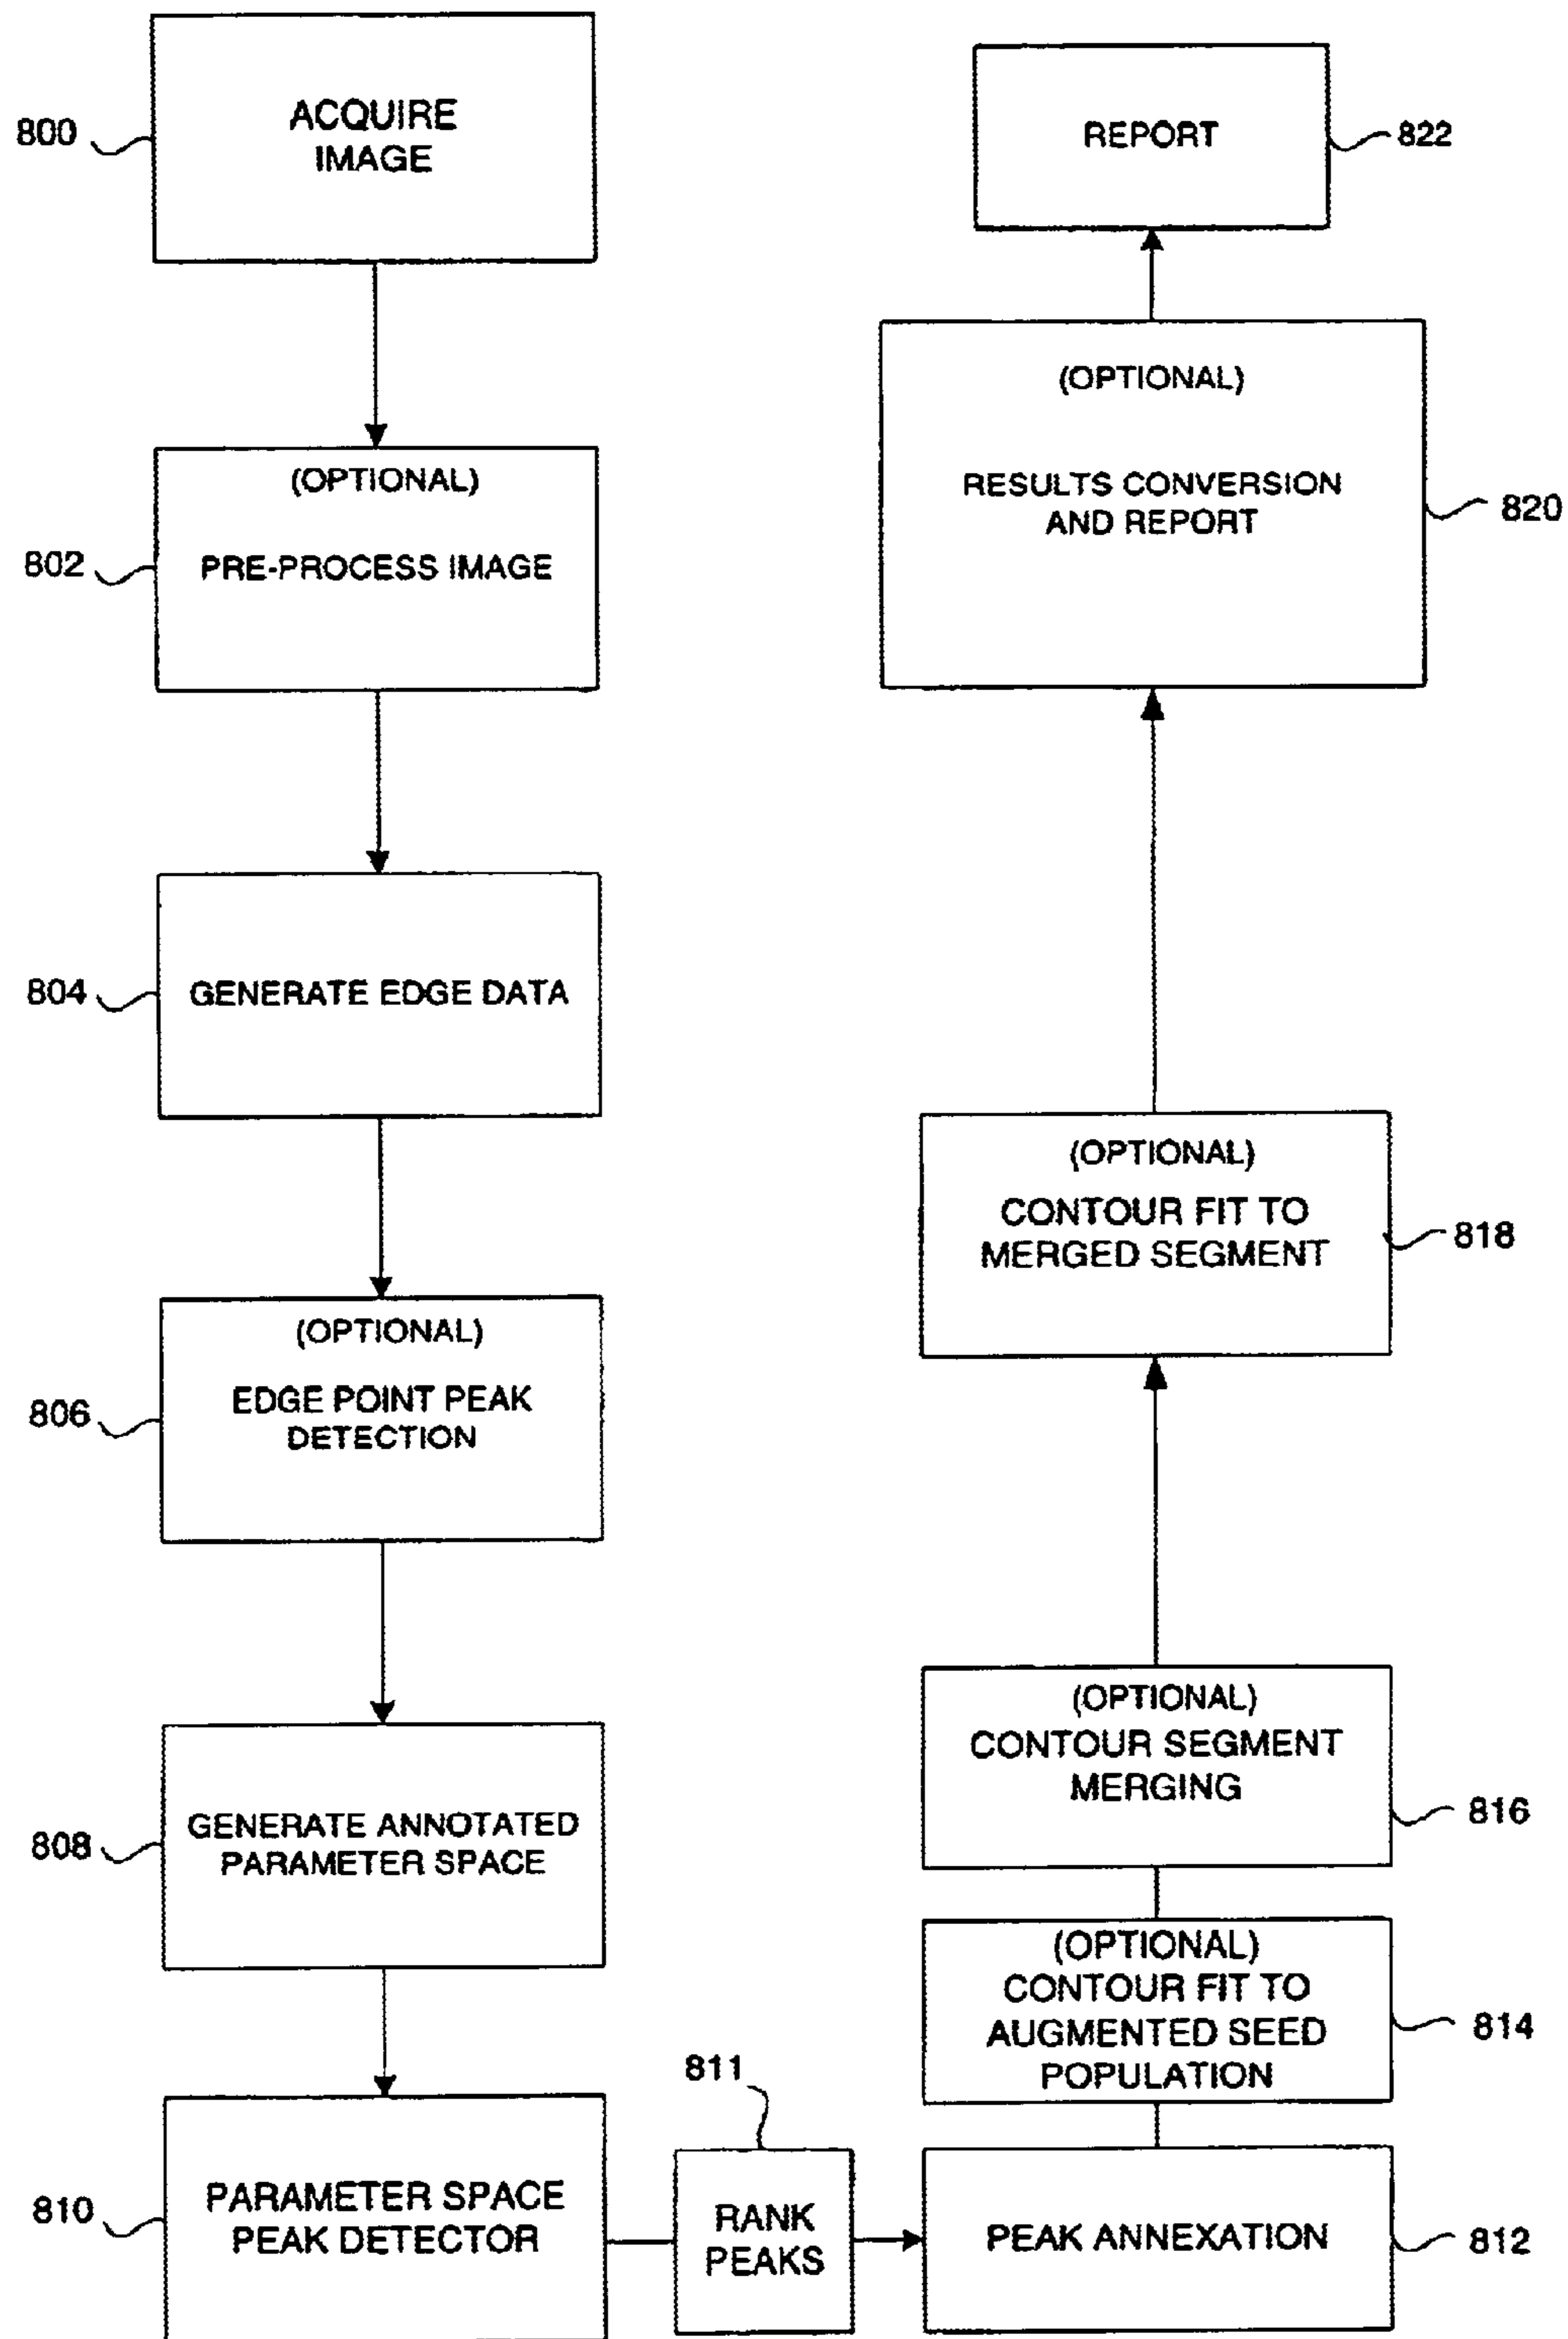 800
ACQUIRE
IMAGE
802
(OPTIONAL)
PRE-PROCESS IMAGE
804
GENERATE EDGE DATA
806
(OPTIONAL)
EDGE POINT PEAK
DETECTION
808
GENERATE ANNOTATED
PARAMETER SPACE
810
PARAMETER SPACE
PEAK DETECTOR
811
RANK
PEAKS
PEAK ANNEXATION
812
(OPTIONAL)
CONTOUR FIT TO
AUGMENTED SEED
POPULATION
814
(OPTIONAL)
CONTOUR SEGMENT
MERGING
816
(OPTIONAL)
CONTOUR FIT TO
MERGED SEGMENT
818
(OPTIONAL)
RESULTS CONVERSION
AND REPORT
820
REPORT
822